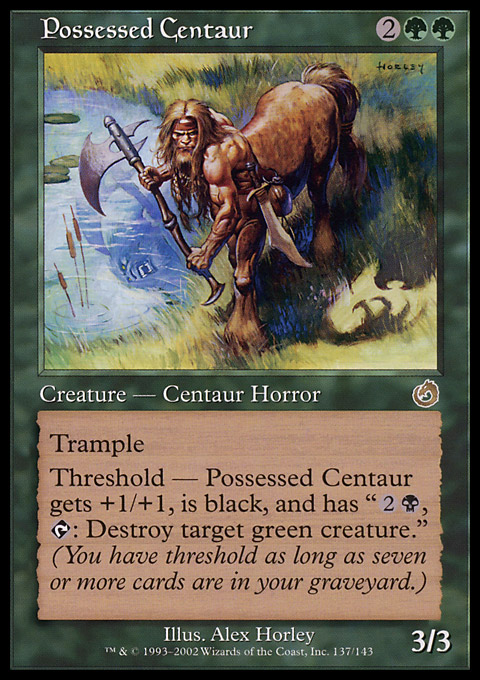 Possessed Centaur 2
HORLEY
Creature — Centaur Horror
Trample
Threshold — Possessed Centaur
gets +1/+1, is black, and has “ 2 ,
: Destroy target green creature.”
(You have threshold as long as seven
or more cards are in your graveyard.)
Illus. Alex Horley
™ & © 1993–2002 Wizards of the Coast, Inc. 137/143
3/3